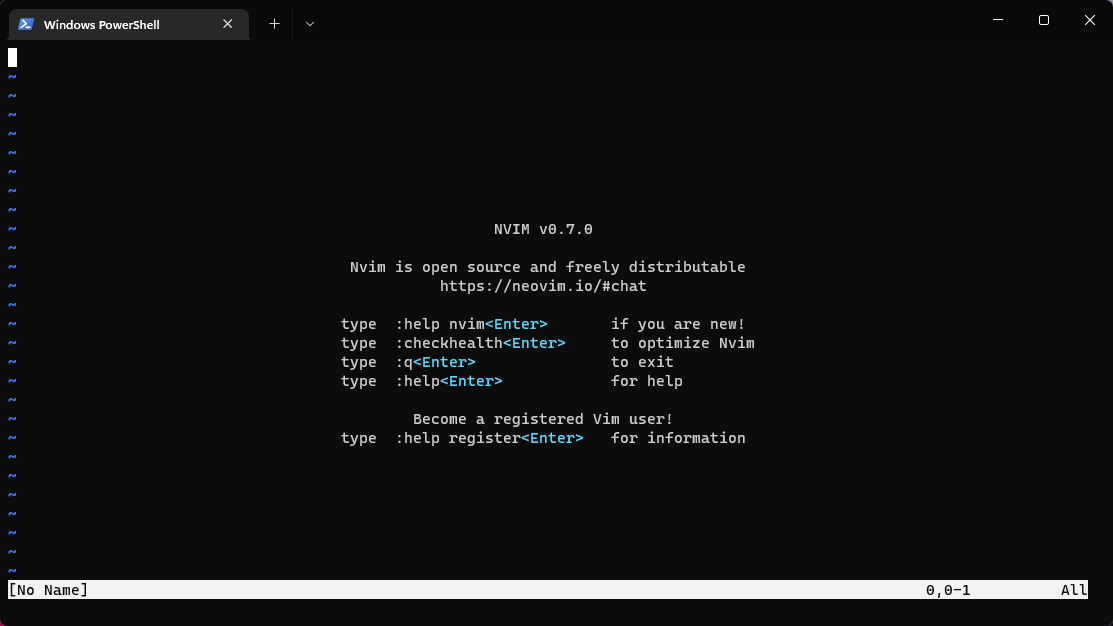 Windows PowerShell
~
~
~
~
~
~
~
~
~
NVIM v0.7.0
~
~
Nvim is open source and freely distributable
~
https://neovim.io/#chat
~
~
type :help nvim<Enter> if you are new!
~
type :checkhealth<Enter> to optimize Nvim
~
type :q<Enter> to exit
~
type :help<Enter> for help
~
~
Become a registered Vim user!
~
type :help register<Enter> for information
~
~
~
~
~
~
~
[No Name] 0,0-1 All